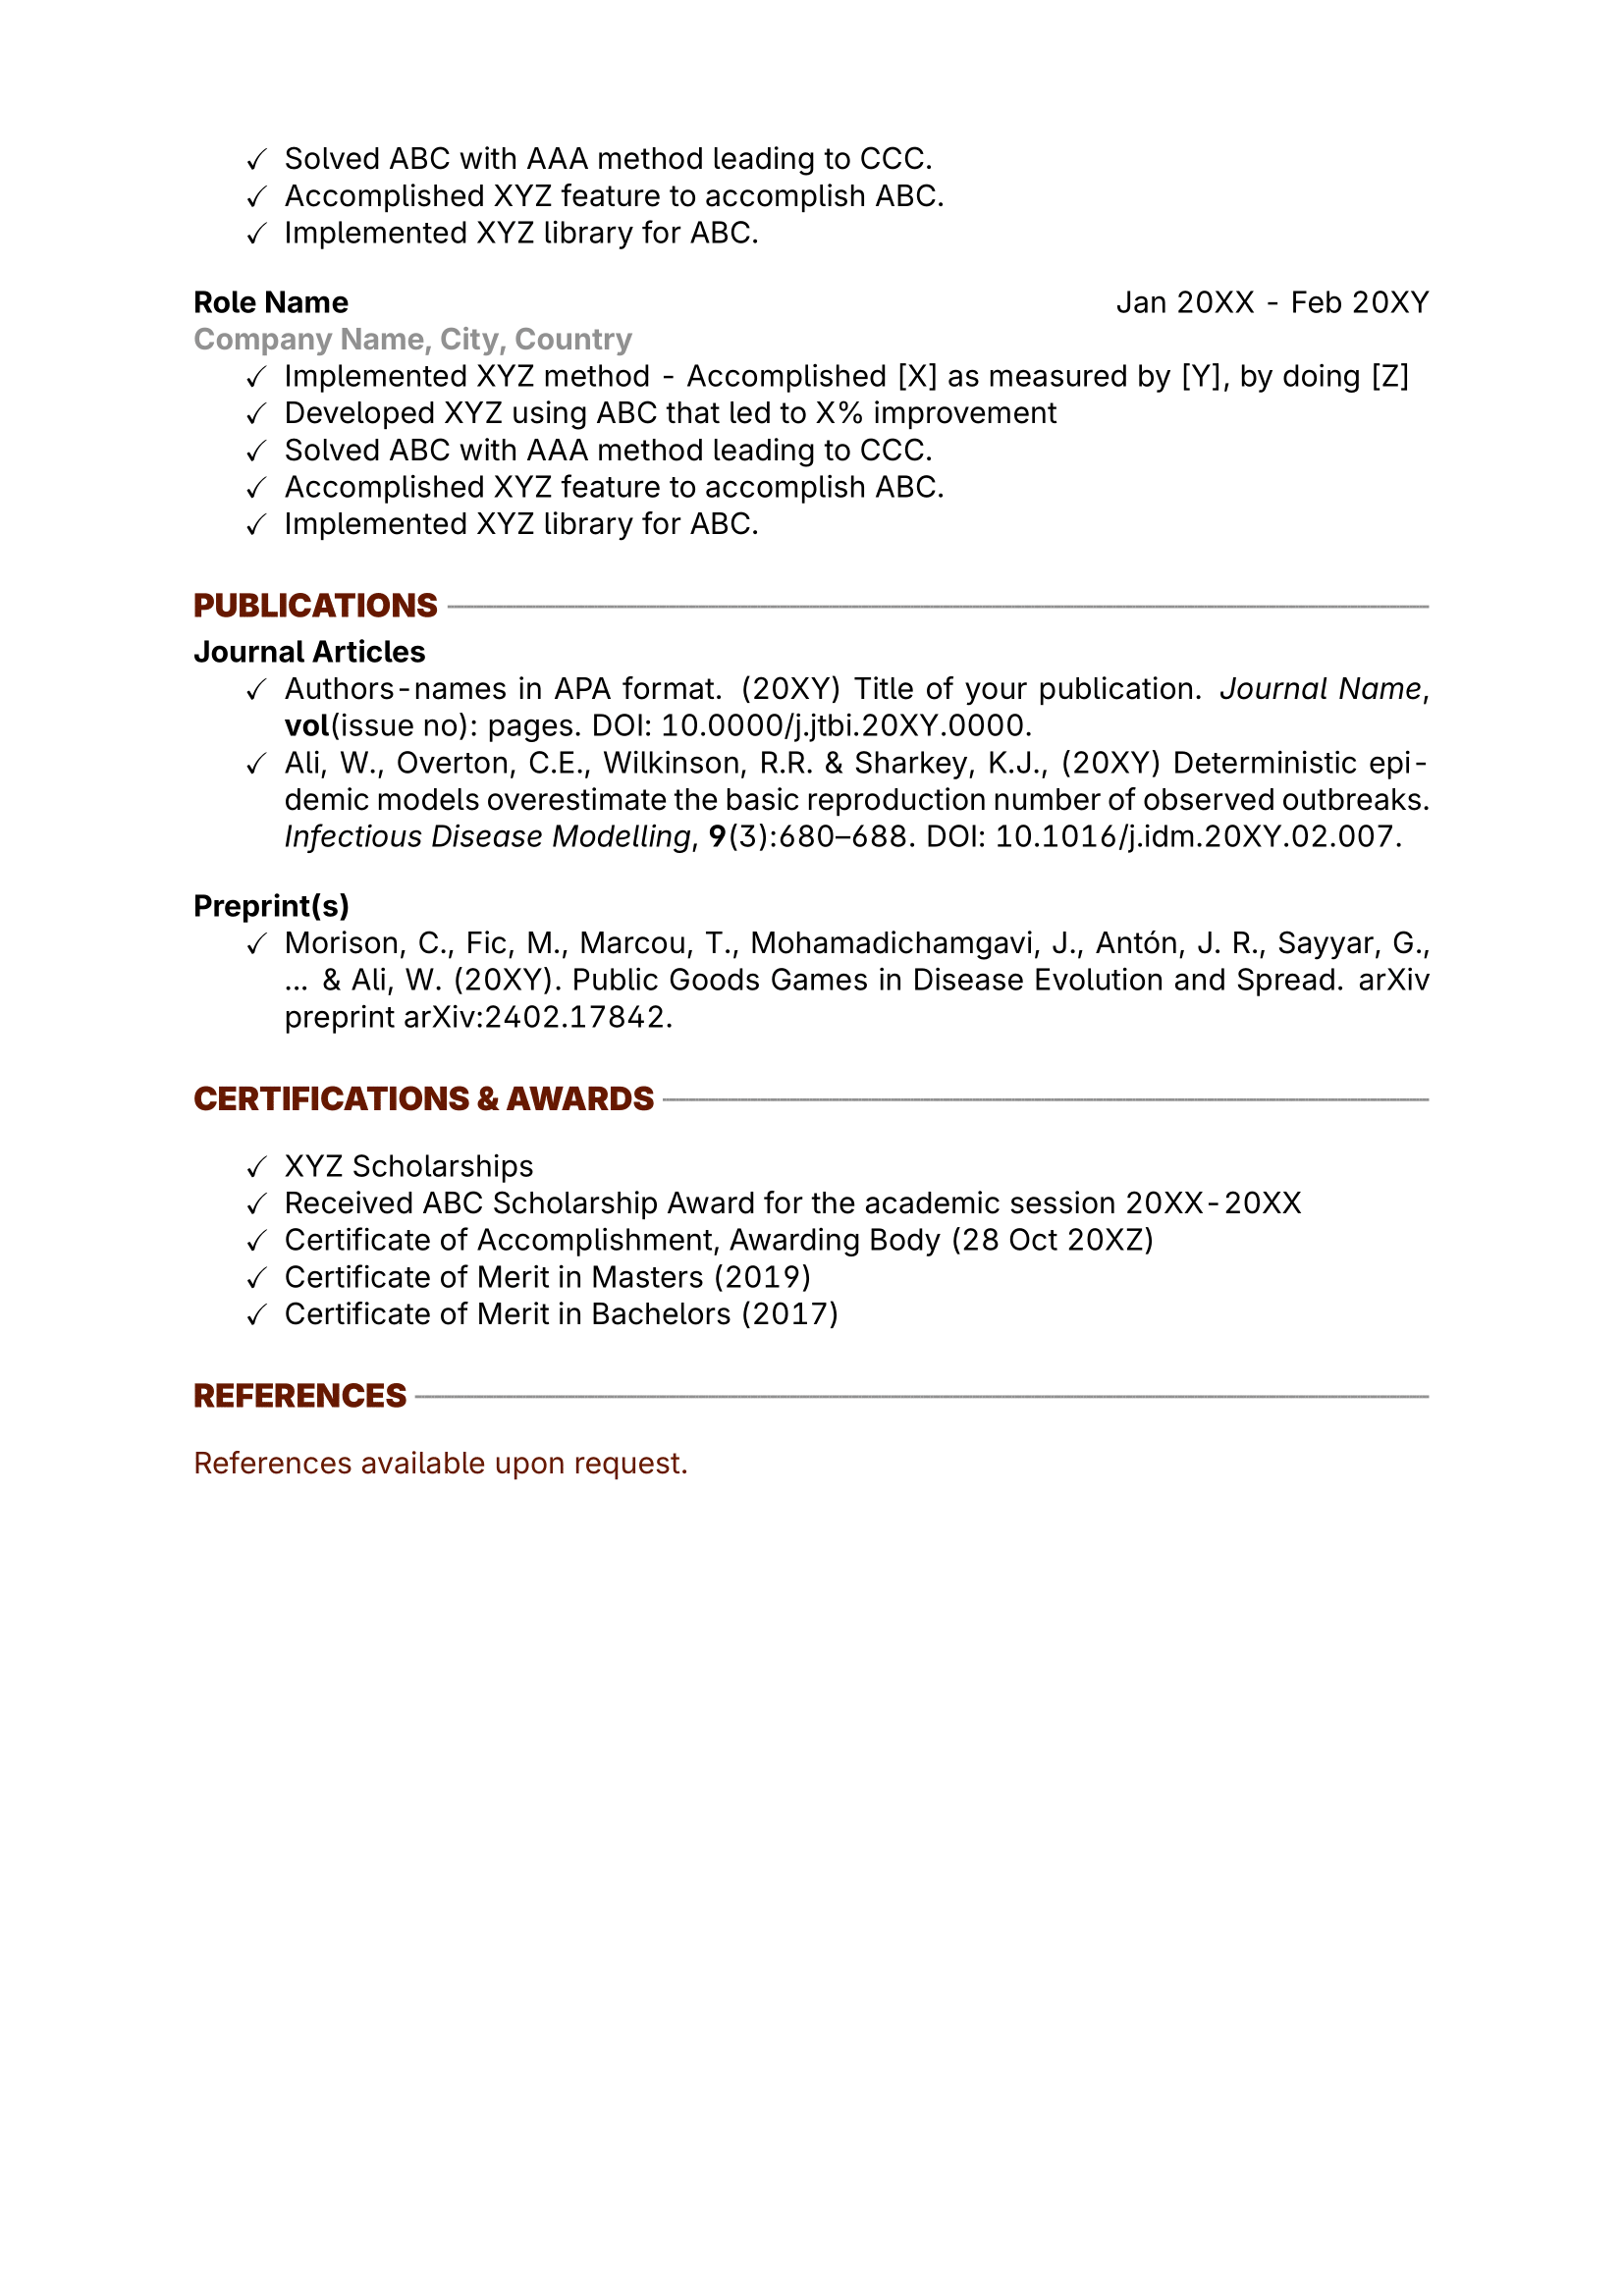 ✓ Solved ABC with AAA method leading to CCC.
✓ Accomplished XYZ feature to accomplish ABC.
✓ Implemented XYZ library for ABC.
Role Name Jan 20XX - Feb 20XY
Company Name, City, Country
✓ Implemented XYZ method - Accomplished [X] as measured by [Y], by doing [Z]
✓ Developed XYZ using ABC that led to X% improvement
✓ Solved ABC with AAA method leading to CCC.
✓ Accomplished XYZ feature to accomplish ABC.
✓ Implemented XYZ library for ABC.
PUBLICATIONS
Journal Articles
✓ Authors-names in APA format. (20XY) Title of your publication. Journal Name,
vol(issue no): pages. DOI: 10.0000/j.jtbi.20XY.0000.
✓ Ali, W., Overton, C.E., Wilkinson, R.R. & Sharkey, K.J., (20XY) Deterministic epi-
demic models overestimate the basic reproduction number of observed outbreaks.
Infectious Disease Modelling, 9(3):680–688. DOI: 10.1016/j.idm.20XY.02.007.
Preprint(s)
✓ Morison, C., Fic, M., Marcou, T., Mohamadichamgavi, J., Antón, J. R., Sayyar, G.,
... & Ali, W. (20XY). Public Goods Games in Disease Evolution and Spread. arXiv
preprint arXiv:2402.17842.
CERTIFICATIONS & AWARDS
✓ XYZ Scholarships
✓ Received ABC Scholarship Award for the academic session 20XX-20XX
✓ Certificate of Accomplishment, Awarding Body (28 Oct 20XZ)
✓ Certificate of Merit in Masters (2019)
✓ Certificate of Merit in Bachelors (2017)
REFERENCES
References available upon request.